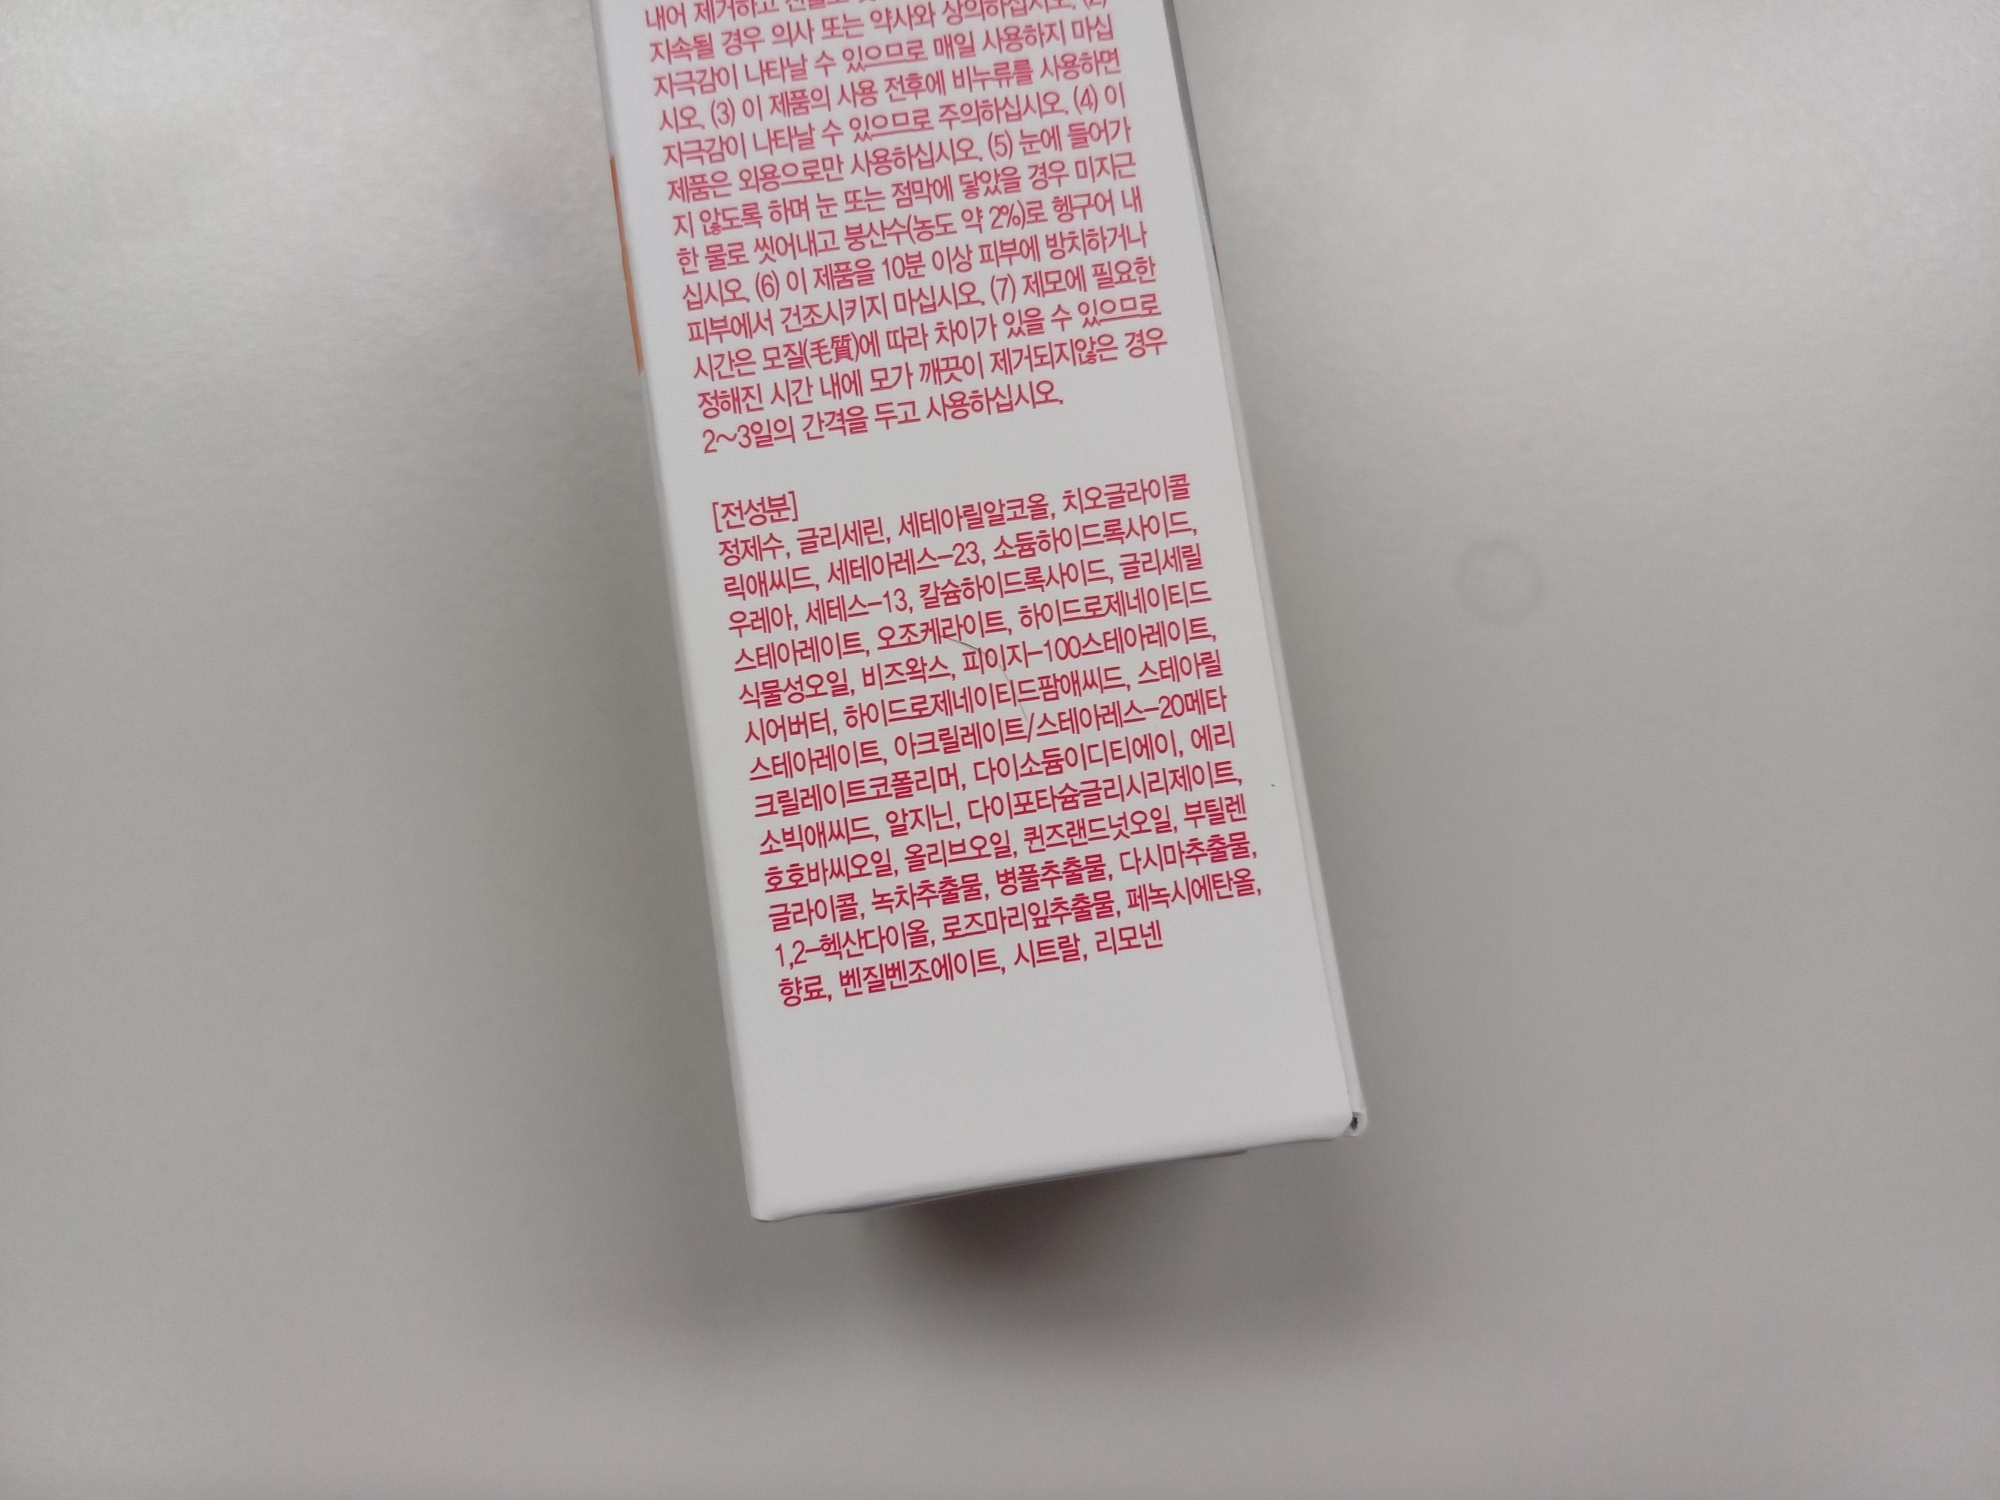 내어 제거하고
지속될 경우 의사 또는 약사와 상의하십시오. (2)
자극감이 나타날 수 있으므로 매일 사용하지 마십
시오. (3) 이 제품의 사용 전후에 비누류를 사용하면
자극감이 나타날 수 있으므로 주의하십시오. (4) 이
제품은 외용으로만 사용하십시오. (5) 눈에 들어가
지 않도록 하며 눈 또는 점막에 닿았을 경우 미지근
한 물로 씻어내고 붕산수(농도 약 2%)로 헹구어 내
십시오. (6) 이 제품을 10분 이상 피부에 방치하거나
피부에서 건조시키지 마십시오. (7) 제모에 필요한
시간은 모질(毛質)에 따라 차이가 있을 수 있으므로
정해진 시간 내에 모가 깨끗이 제거되지않은 경우
2~3일의 간격을 두고 사용하십시오.
[전성분]
정제수, 글리세린, 세테아릴알코올, 치오글라이콜
릭애씨드, 세테아레스-23, 소듐하이드록사이드,
우레아, 세테스-13, 칼슘하이드록사이드, 글리세릴
스테아레이트, 오조케라이트, 하이드로제네이티드
식물성오일, 비즈왁스, 피이지-100스테아레이트,
시어버터, 하이드로제네이티드팜애씨드, 스테아릴
스테아레이트, 아크릴레이트/스테아레스-20메타
크릴레이트코폴리머, 다이소듐이디티에이, 에리
소빅애씨드, 알지닌, 다이포타슘글리시리제이트,
호호바씨오일, 올리브오일, 퀸즈랜드넛오일, 부틸렌
글라이콜, 녹차추출물, 병풀추출물, 다시마추출물,
1,2-헥산다이올, 로즈마리잎추출물, 페녹시에탄올,
향료, 벤질벤조에이트, 시트랄, 리모넨